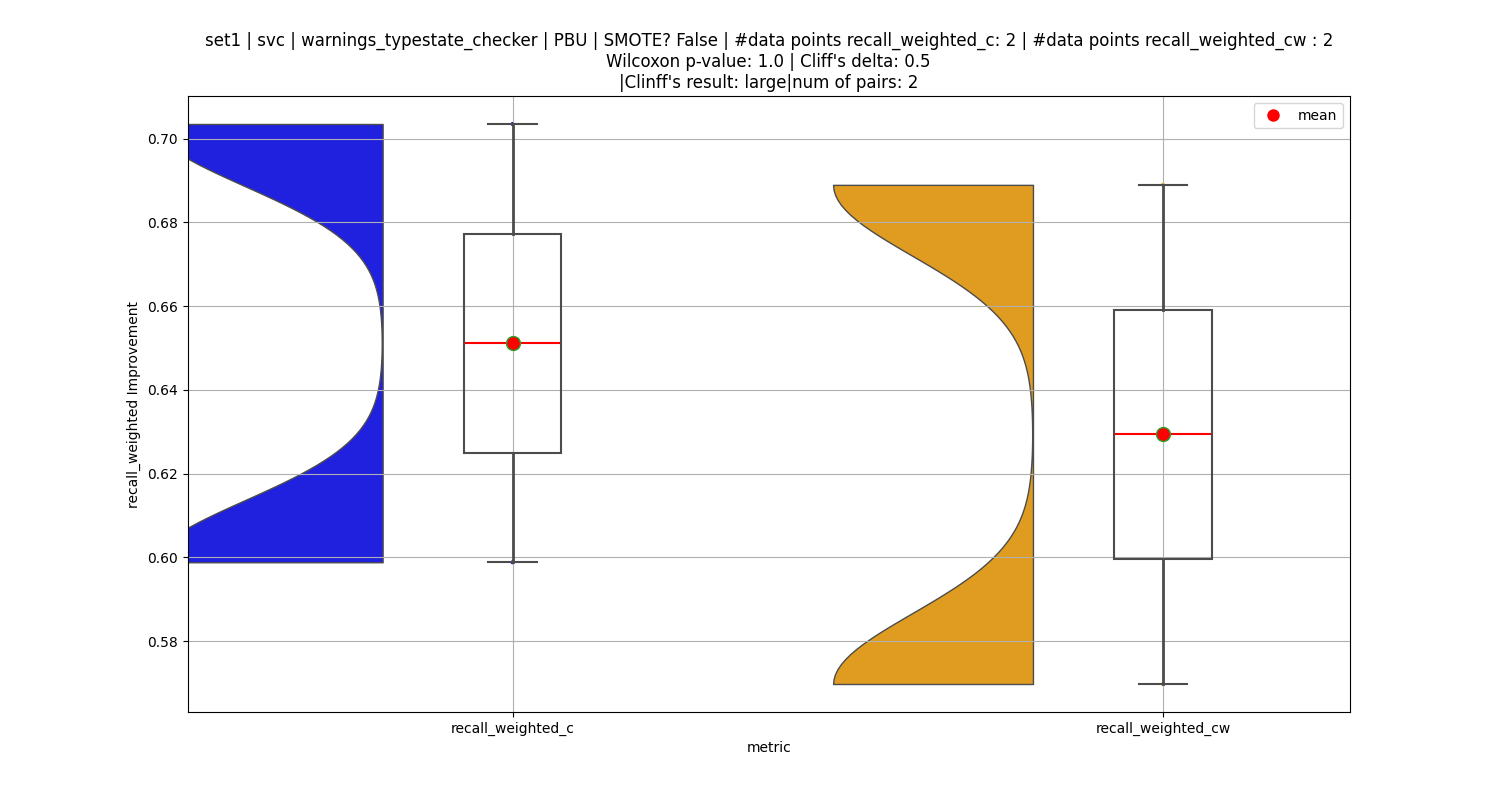 set1 | svc | warnings_typestate_checker | PBU | SMOTE? False | #data points recall_weighted_c: 2 | #data points recall_weighted_cw : 2
Wilcoxon p-value: 1.0 | Cliff's delta: 0.5
|Clinff's result: large|num of pairs: 2
mean
0.70
0.68
0.66
0.64
0.62
0.60
0.58
recall_weighted Improvement
recall_weighted_c
recall_weighted_cw
metric